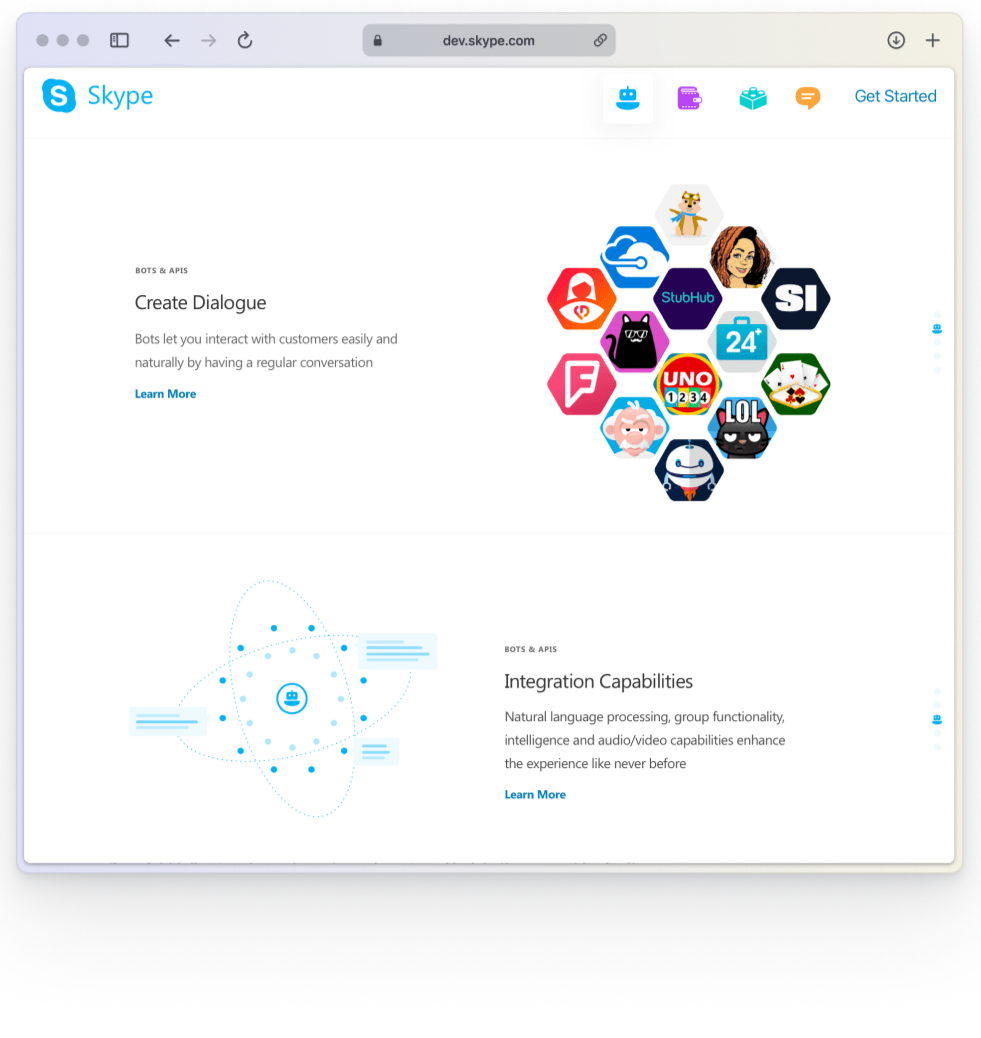 dev.skype.com
Skype
Get Started
BOTS & APIS
Create Dialogue
Bots let you interact with customers easily and
naturally by having a regular conversation
Learn More
StubHub
SI
24+
UNO
1 2 3 4
LOL
BOTS & APIS
Integration Capabilities
Natural language processing, group functionality,
intelligence and audio/video capabilities enhance
the experience like never before
Learn More